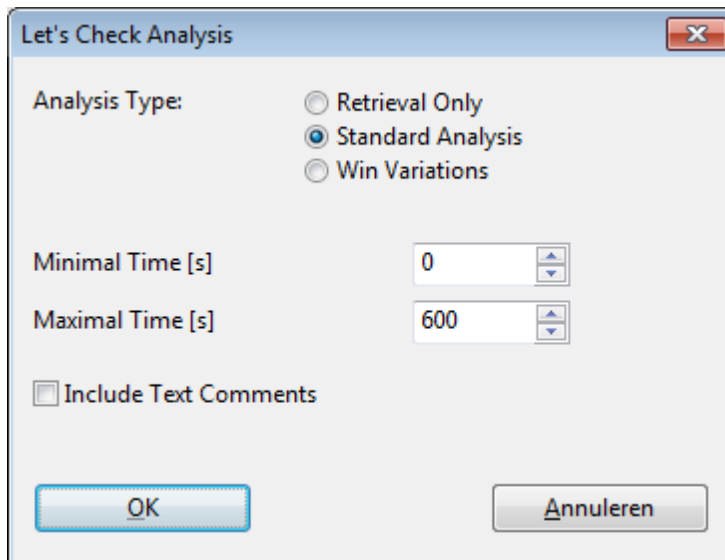 Let's Check Analysis
Analysis Type:
Retrieval Only
Standard Analysis
Win Variations
Minimal Time [s]
0
Maximal Time [s]
600
Include Text Comments
OK
Annuleren